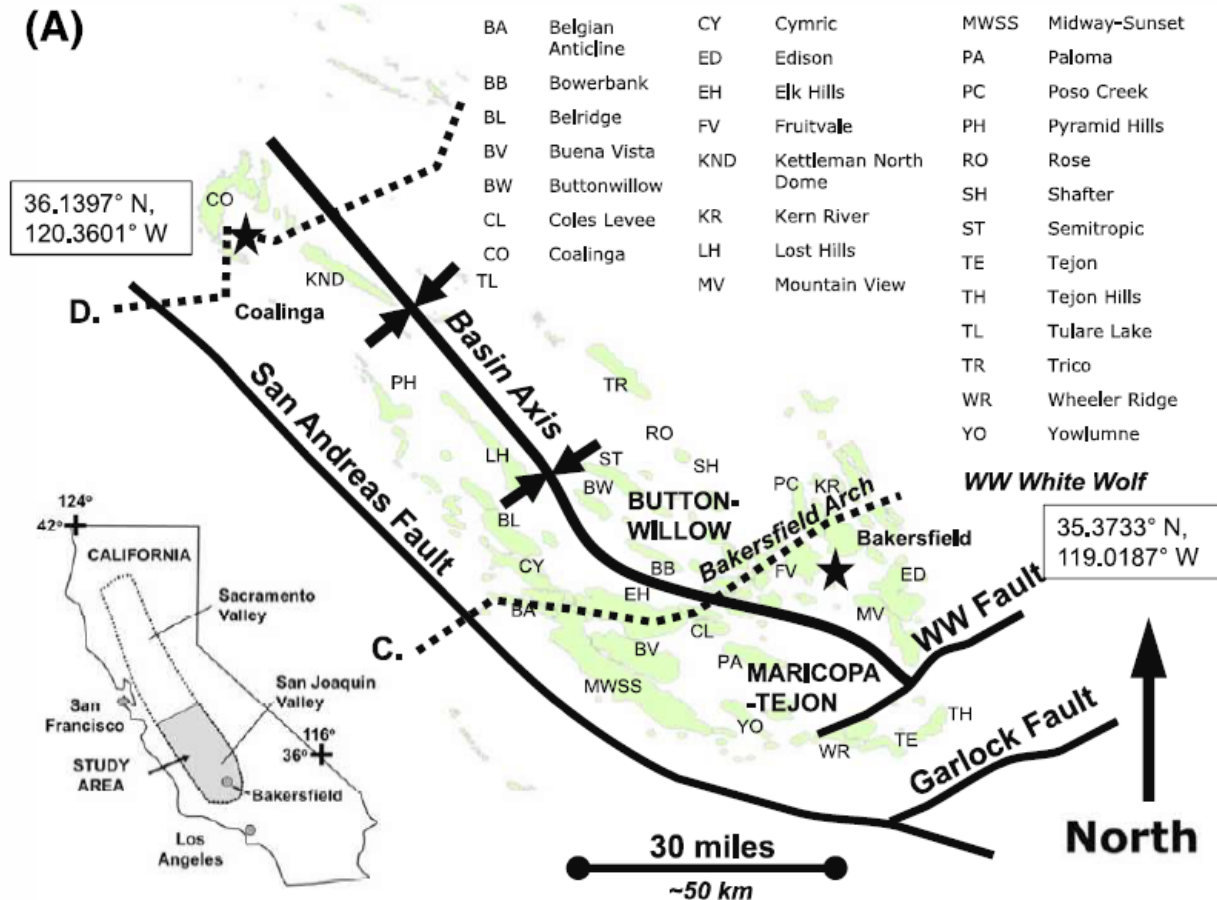 (A)
BA Belgian
Anticline
BB Bowerbank
BL Belridge
BV Buena Vista
BW Buttonwillow
CL Coles Levee
CO Coalinga
CY Cymric
ED Edison
EH Elk Hills
FV Fruitvale
KND Kettleman North
Dome
KR Kern River
LH Lost Hills
MV Mountain View
MWSS Midway-Sunset
PA Paloma
PC Poso Creek
PH Pyramid Hills
RO Rose
SH Shafter
ST Semitropic
TE Tejon
TH Tejon Hills
TL Tulare Lake
TR Trico
WR Wheeler Ridge
YO Yowlumne
WW White Wolf
36.1397° N,
120.3601° W
CO
KND
TL
D.
Coalinga
Basin Axis
San Andreas Fault
PH
TR
RO
LH
ST
SH
BW
BUTTON-
WILLOW
PC
KR
Bakersfield Arch
Bakersfield
35.3733° N,
119.0187° W
BL
CY
BB
FV
ED
EH
BA
MV
WW Fault
C.
CL
BV
PA
MARICOPA
-TEJON
MWSS
YO
WR
TE
TH
Garlock Fault
North
30 miles
~50 km
124°
42°
CALIFORNIA
Sacramento
Valley
San Joaquin
Valley
San
Francisco
116°
36°
STUDY
AREA
Bakersfield
Los
Angeles